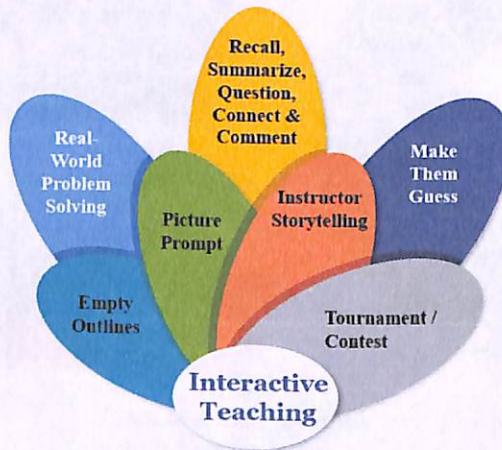 Recall,
Summarize,
Question,
Connect &
Comment
Real-
World
Problem
Solving
Make
Them
Guess
Picture
Prompt
Instructor
Storytelling
Empty
Outlines
Tournament /
Contest
Interactive
Teaching